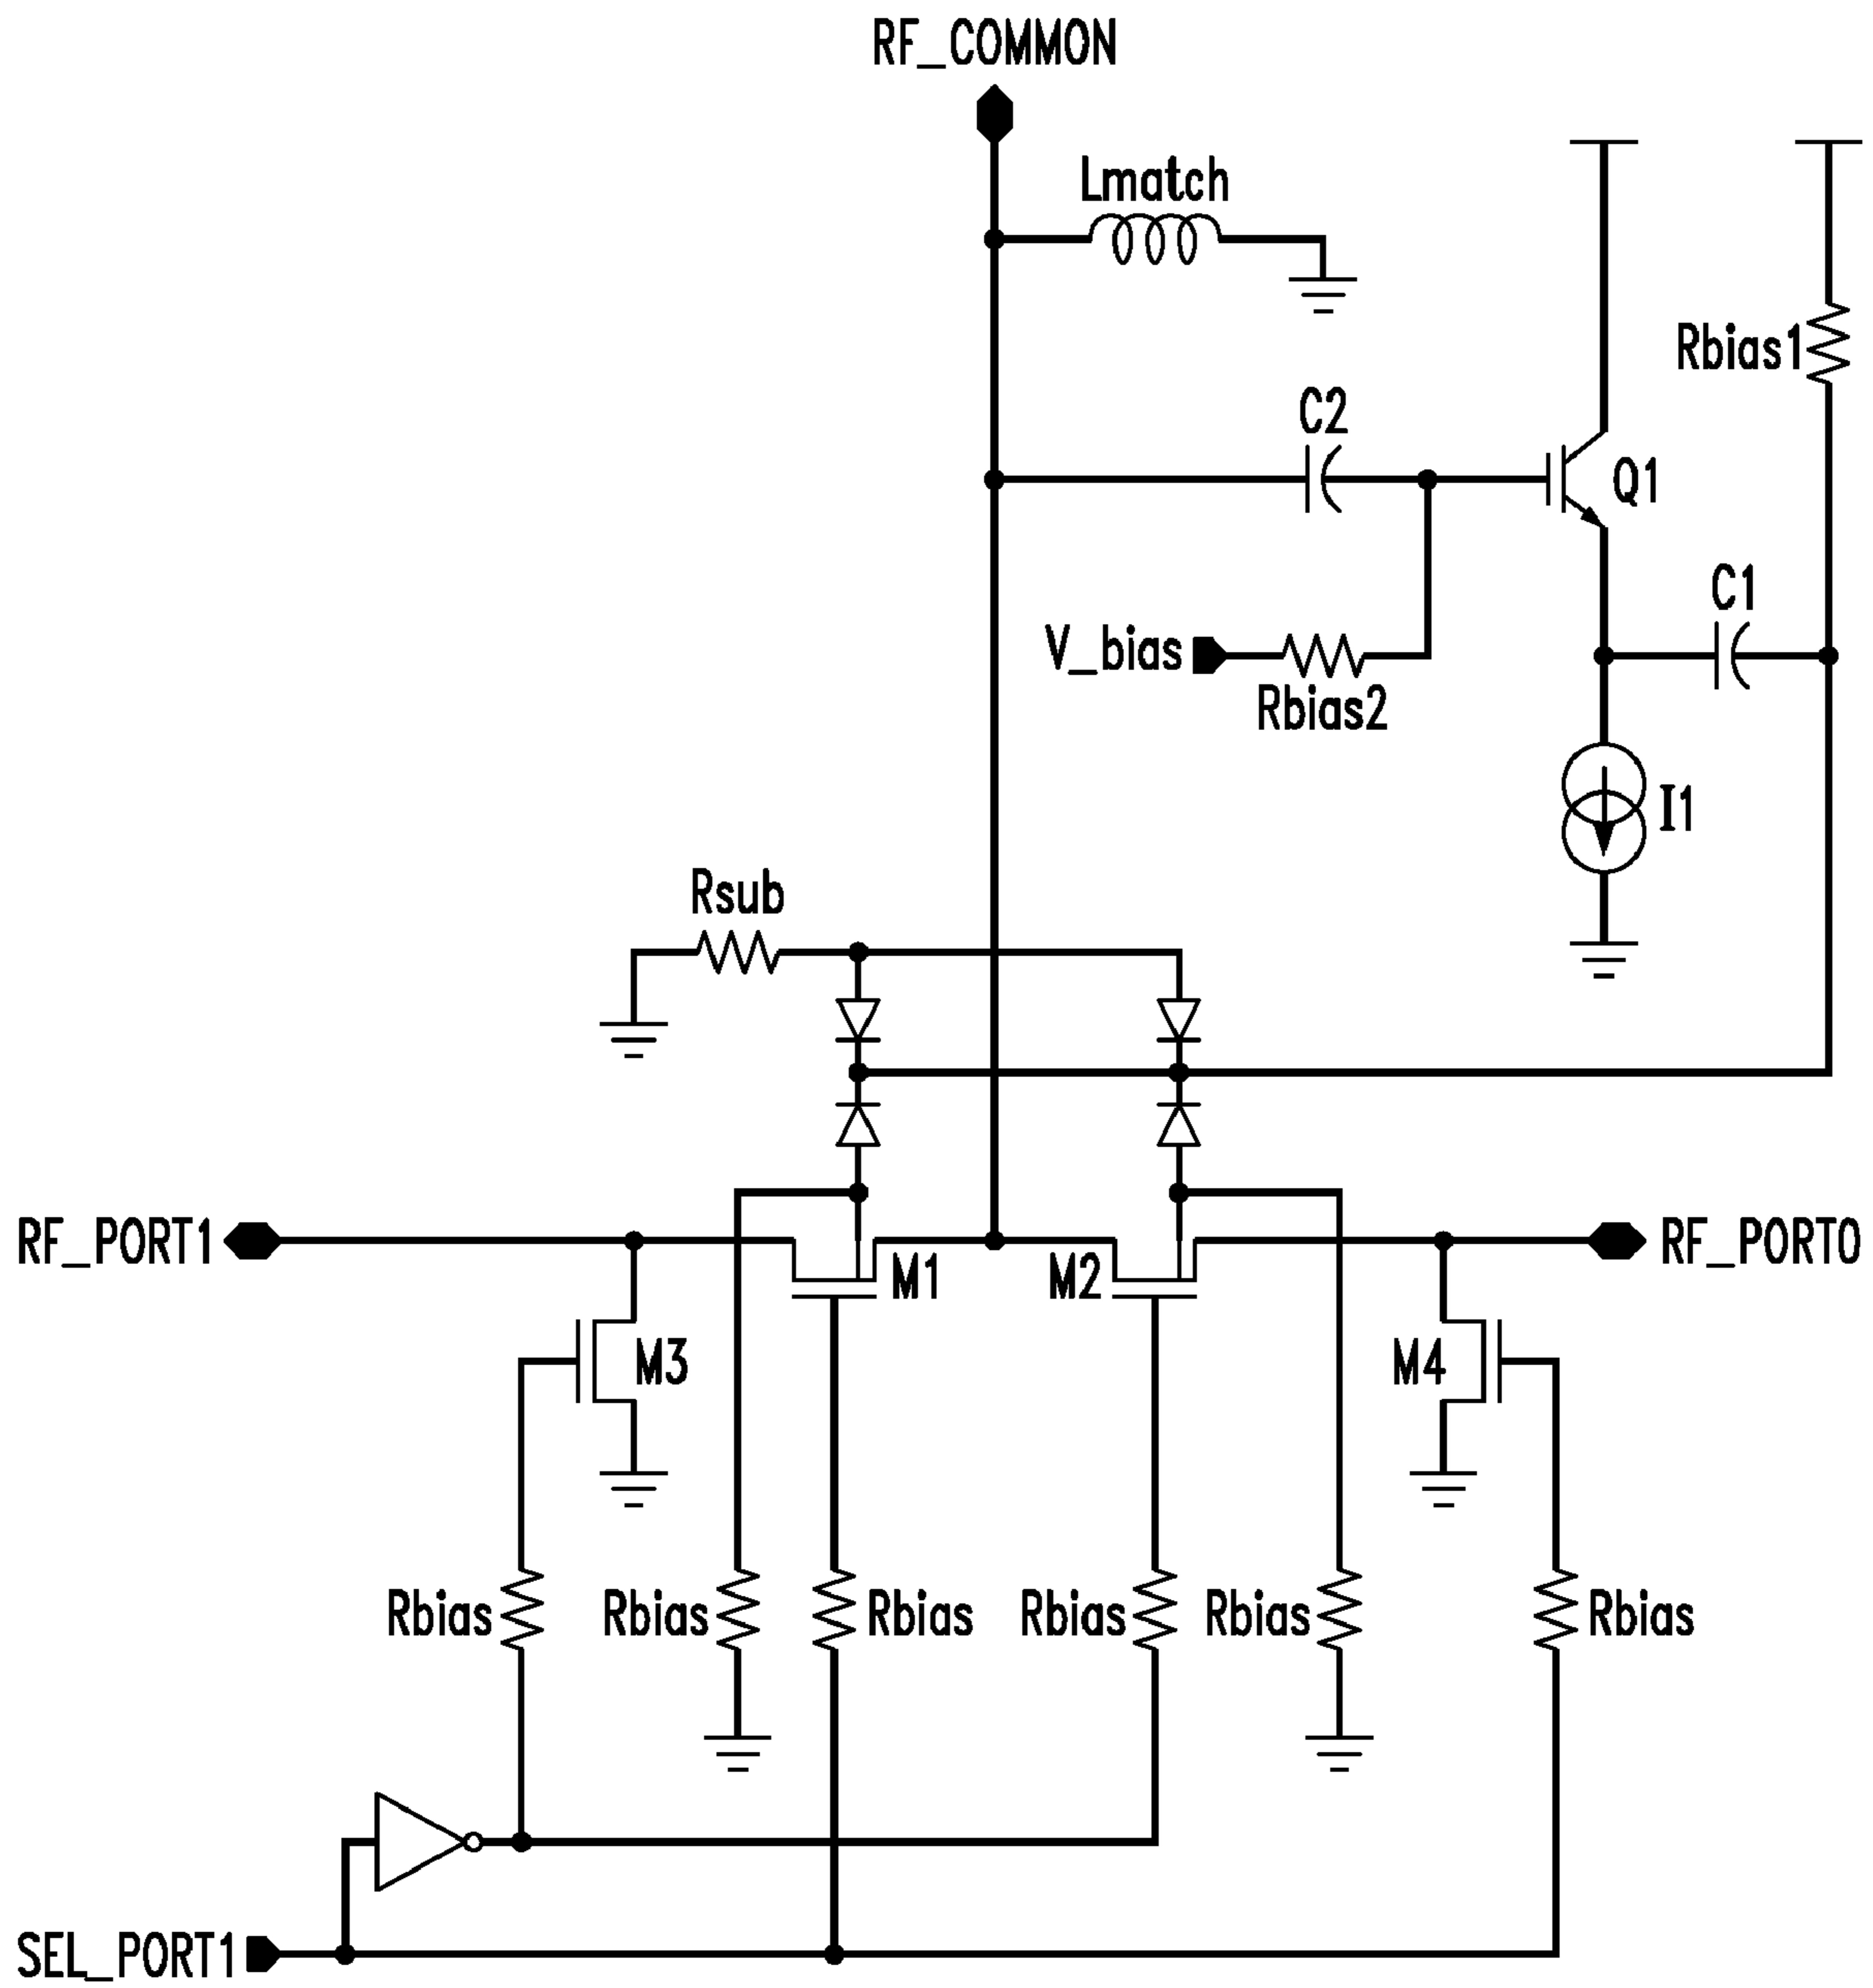 RF_COMMON
Lmatch
Rbias1
C2
Q1
C1
V_bias
Rbias2
I1
Rsub
RF_PORT1
M1
M2
RF_PORT0
M3
M4
Rbias
Rbias
Rbias
Rbias
Rbias
Rbias
SEL_PORT1